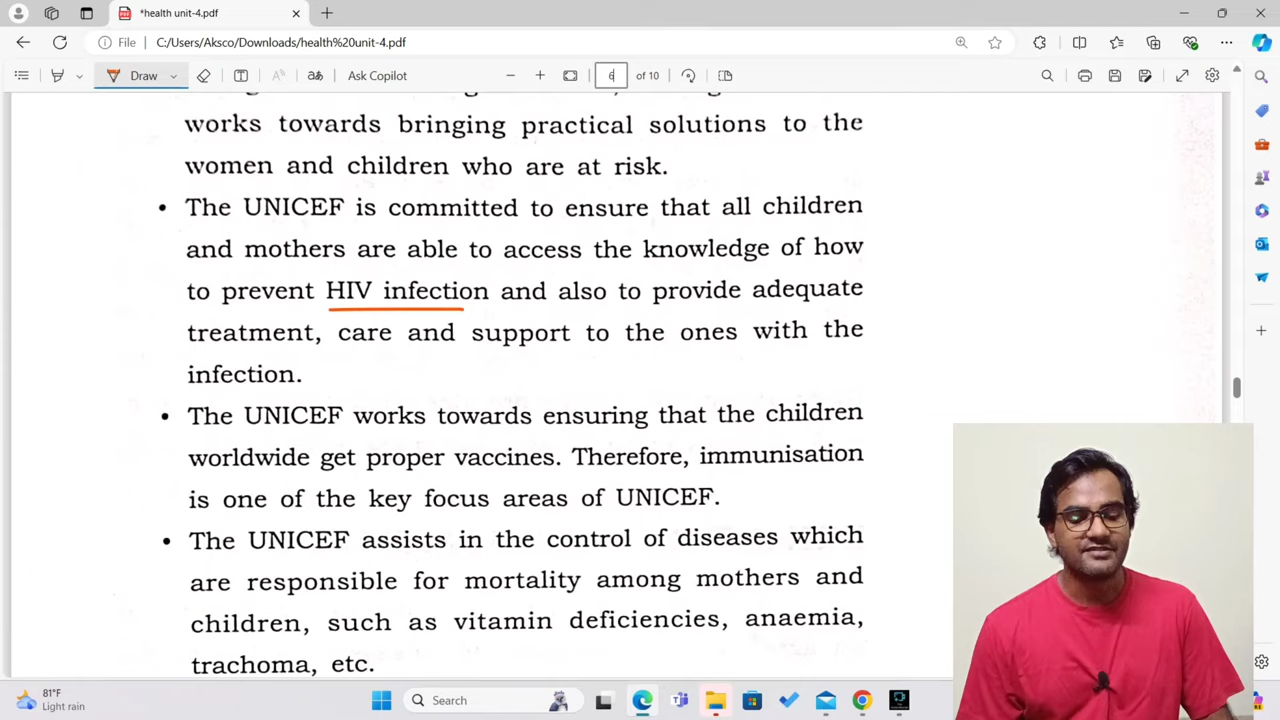 *health unit-4.pdf
File
C:/Users/Aksco/Downloads/health%20unit-4.pdf
Draw
Ask Copilot
6
of 10
works towards bringing practical solutions to the
women and children who are at risk.
• The UNICEF is committed to ensure that all children
and mothers are able to access the knowledge of how
to prevent HIV infection and also to provide adequate
treatment, care and support to the ones with the
infection.
• The UNICEF works towards ensuring that the children
worldwide get proper vaccines. Therefore, immunisation
is one of the key focus areas of UNICEF.
• The UNICEF assists in the control of diseases which
are responsible for mortality among mothers and
children, such as vitamin deficiencies, anaemia,
trachoma, etc.
81°F
Light rain
Search